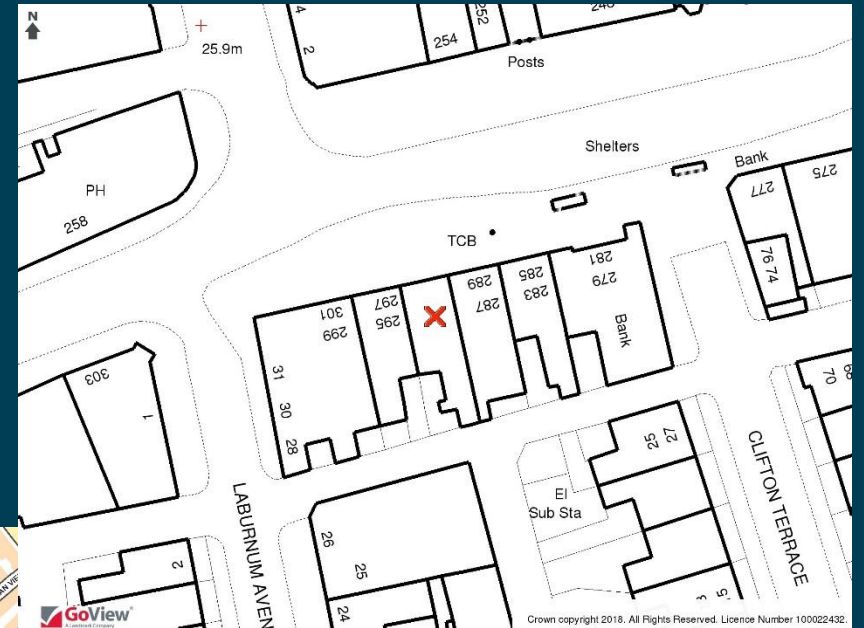 N
25.9m
4
2
254
252
248
Posts
Shelters
PH
258
TCB
Bank
277
275
76 74
301
299
297
295
289
287
285
283
281
279
Bank
31
30
28
303
1
LABURNUM AVEN
2
26
25
24
El
Sub Sta
25
27
CLIFTON TERRACE
70
GoView
A Landmark Company
Crown copyright 2018. All Rights Reserved. Licence Number 100022432.